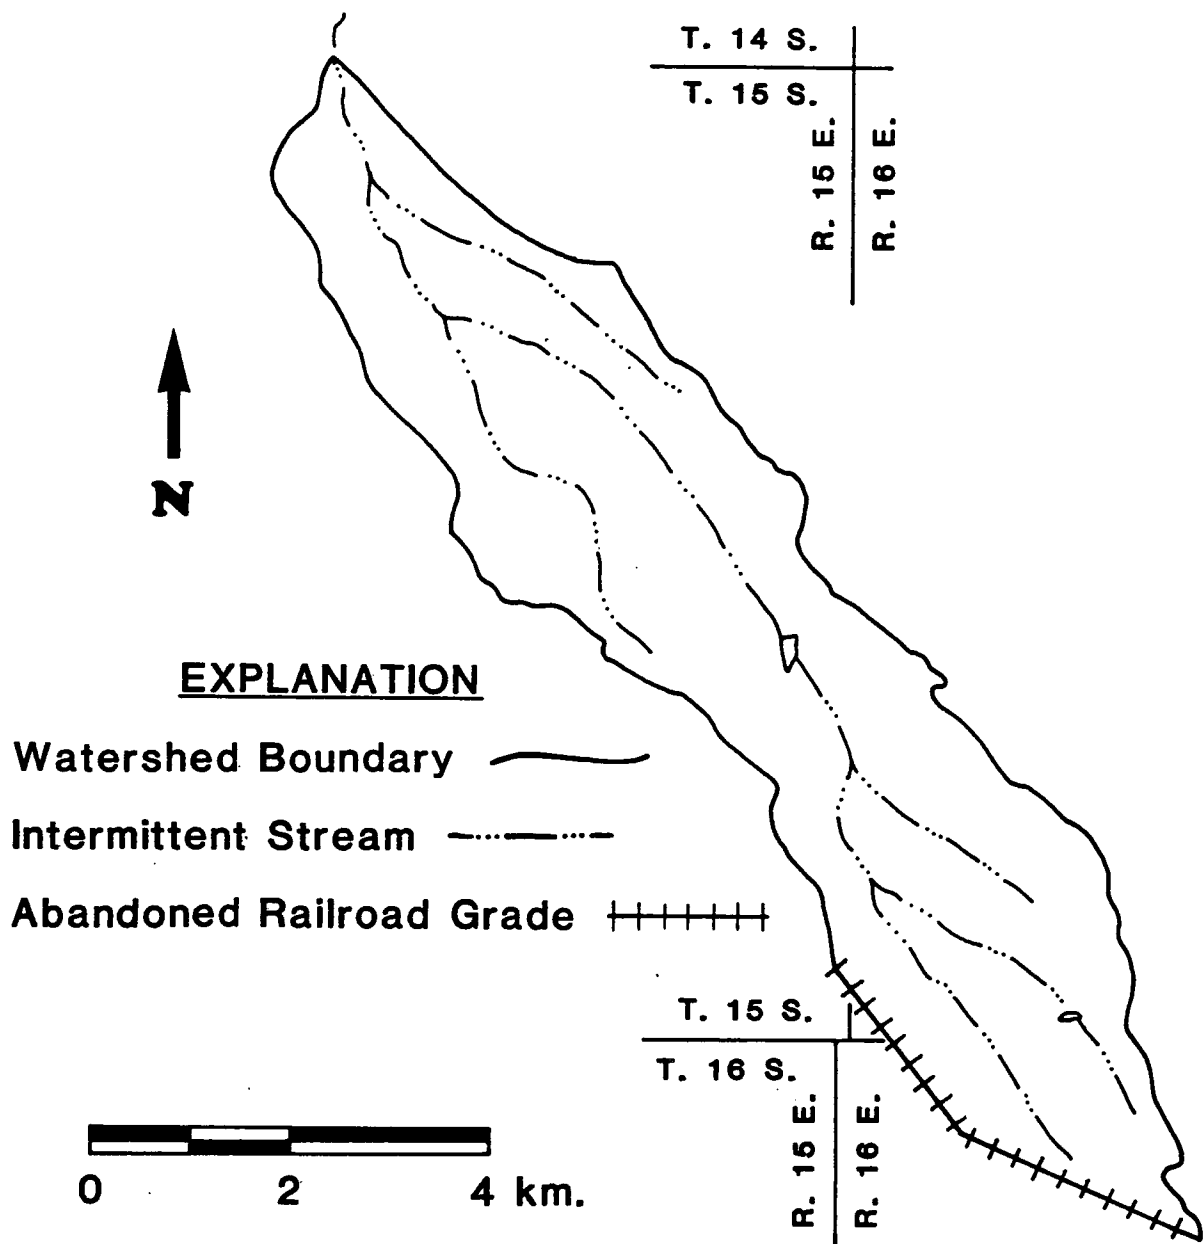 T. 14 S.
T. 15 S.
R. 15 E.
R. 16 E.
N
EXPLANATION
Watershed Boundary
Intermittent Stream
Abandoned Railroad Grade
T. 15 S.
T. 16 S.
R. 15 E.
R. 16 E.
0 2 4 km.